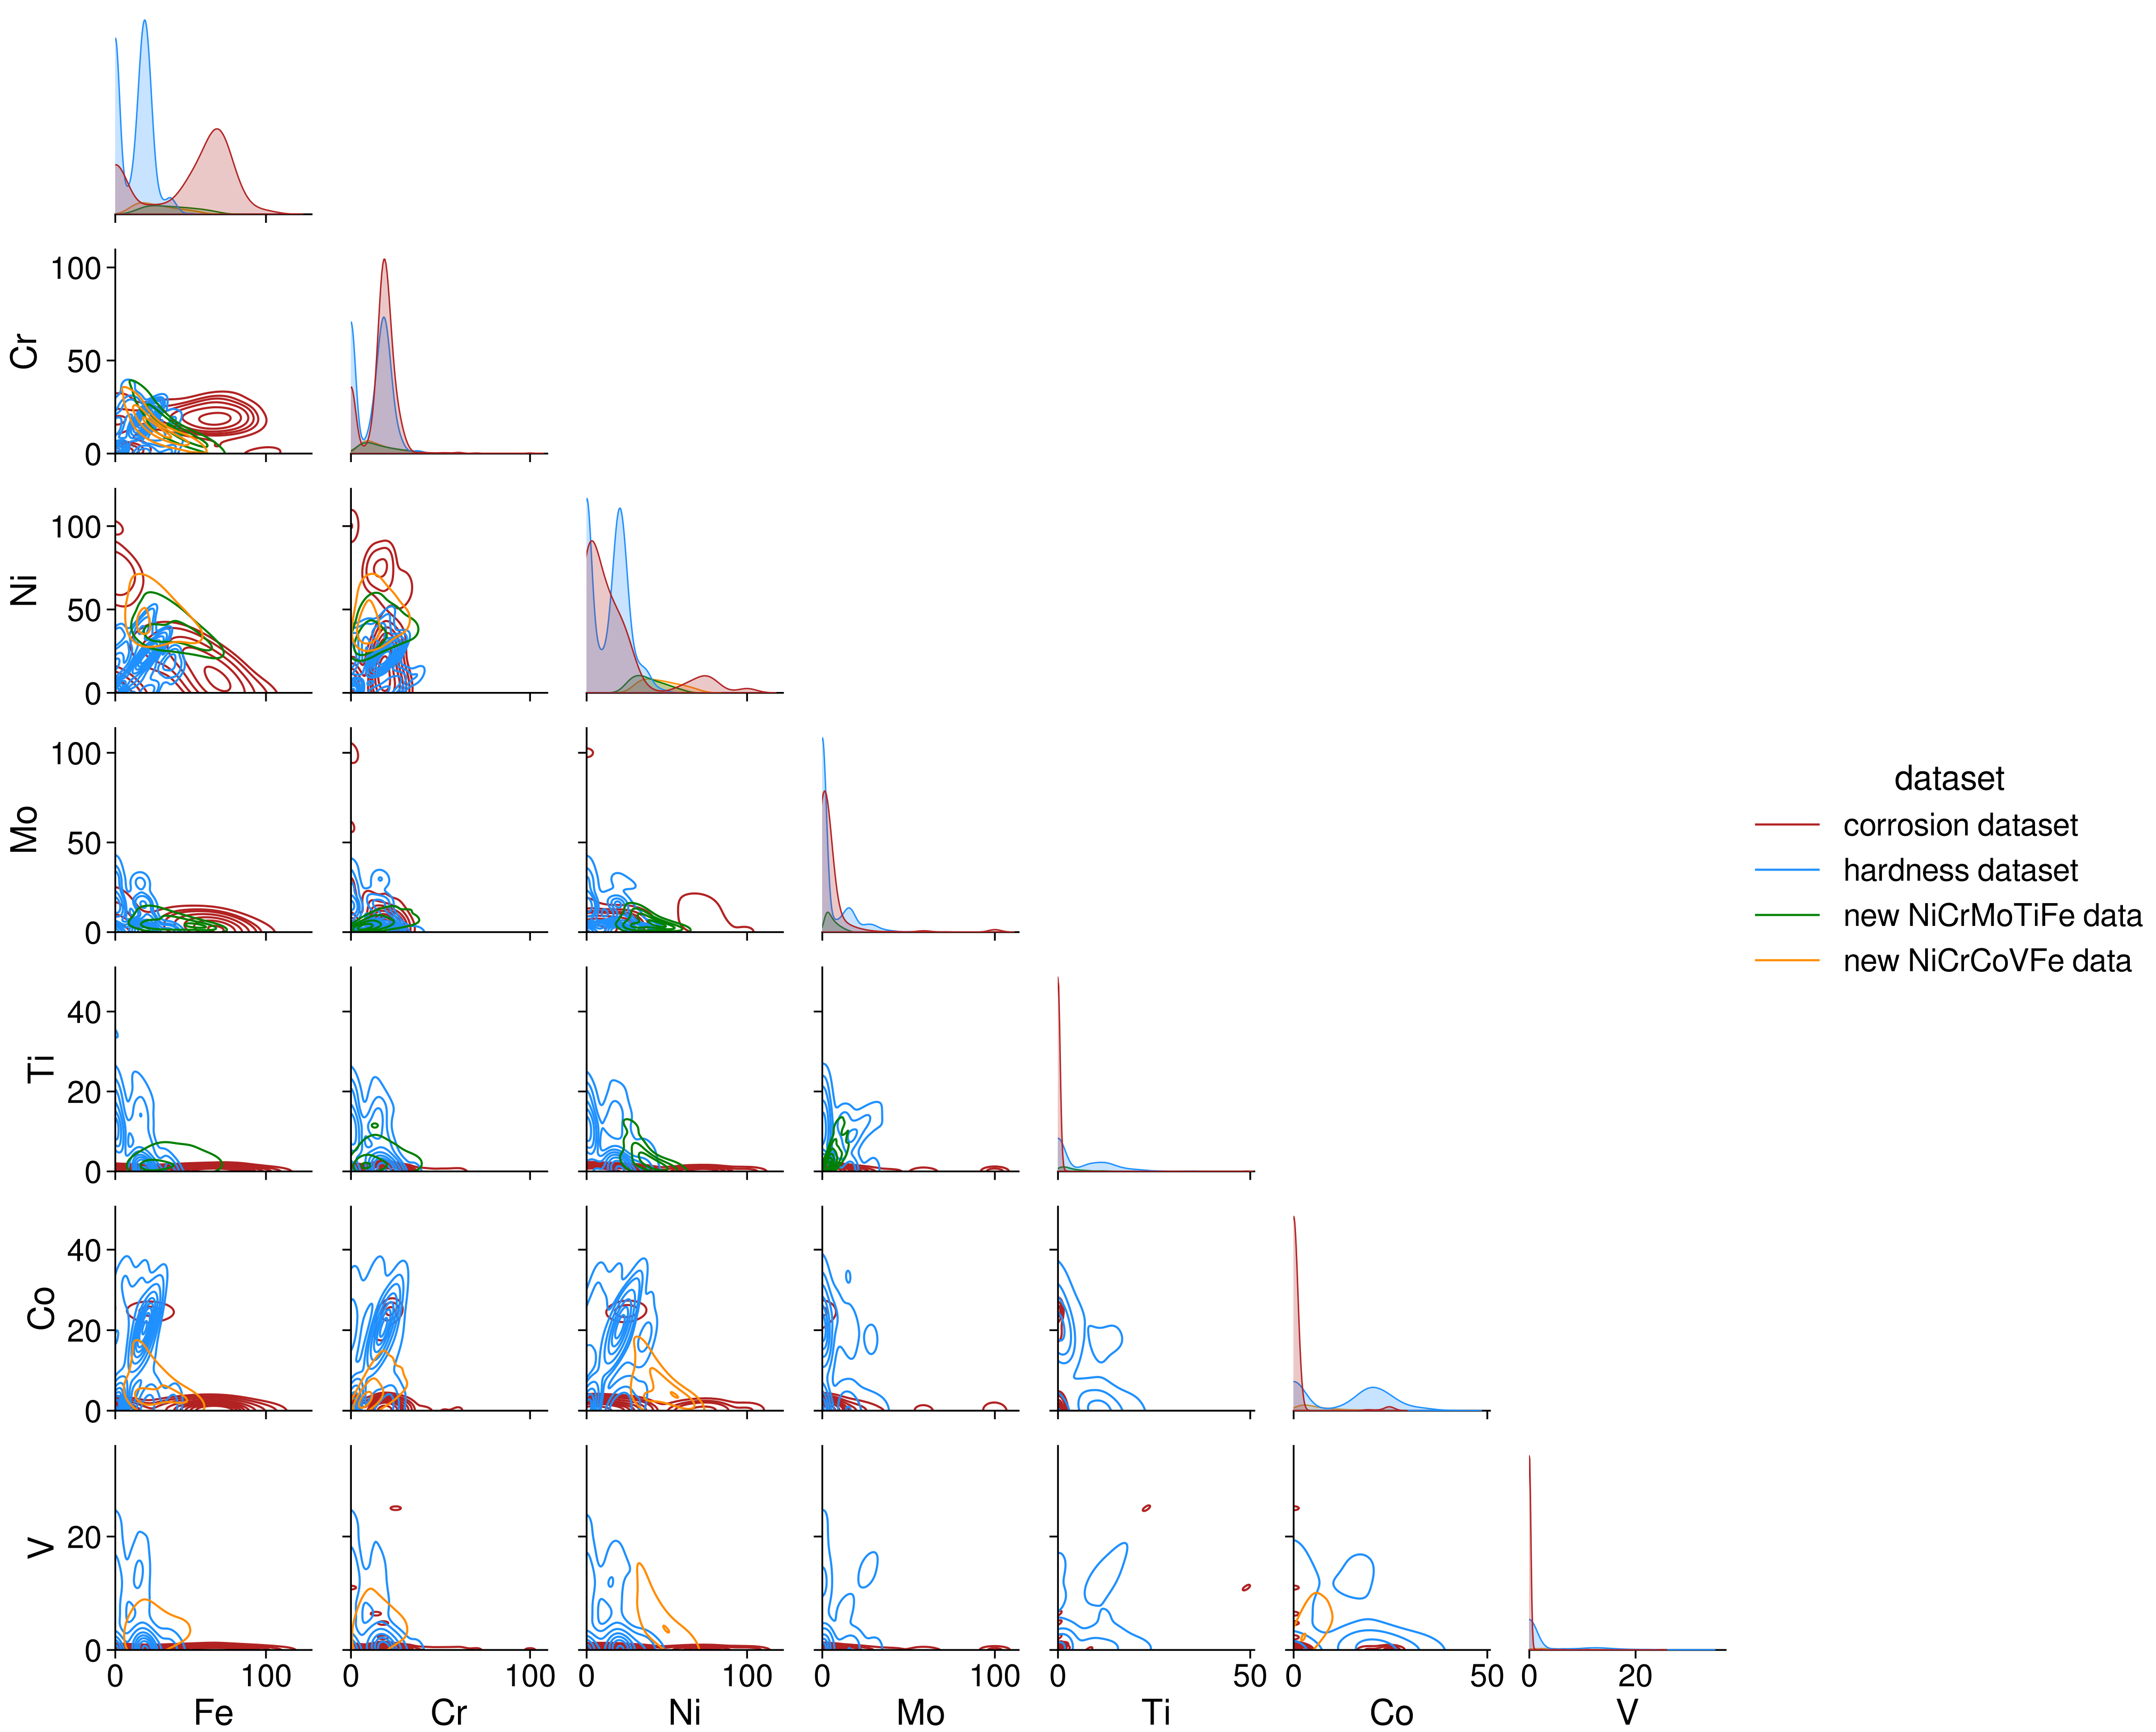 Cr
100
50
0
Ni
100
50
0
Mo
100
50
0
Ti
40
20
0
Co
40
20
0
V
20
0
0 100 0 100 0 100 0 100 0 50 0 50 0 20
Fe Cr Ni Mo Ti Co V
dataset
corrosion dataset
hardness dataset
new NiCrMoTiFe data
new NiCrCoVFe data